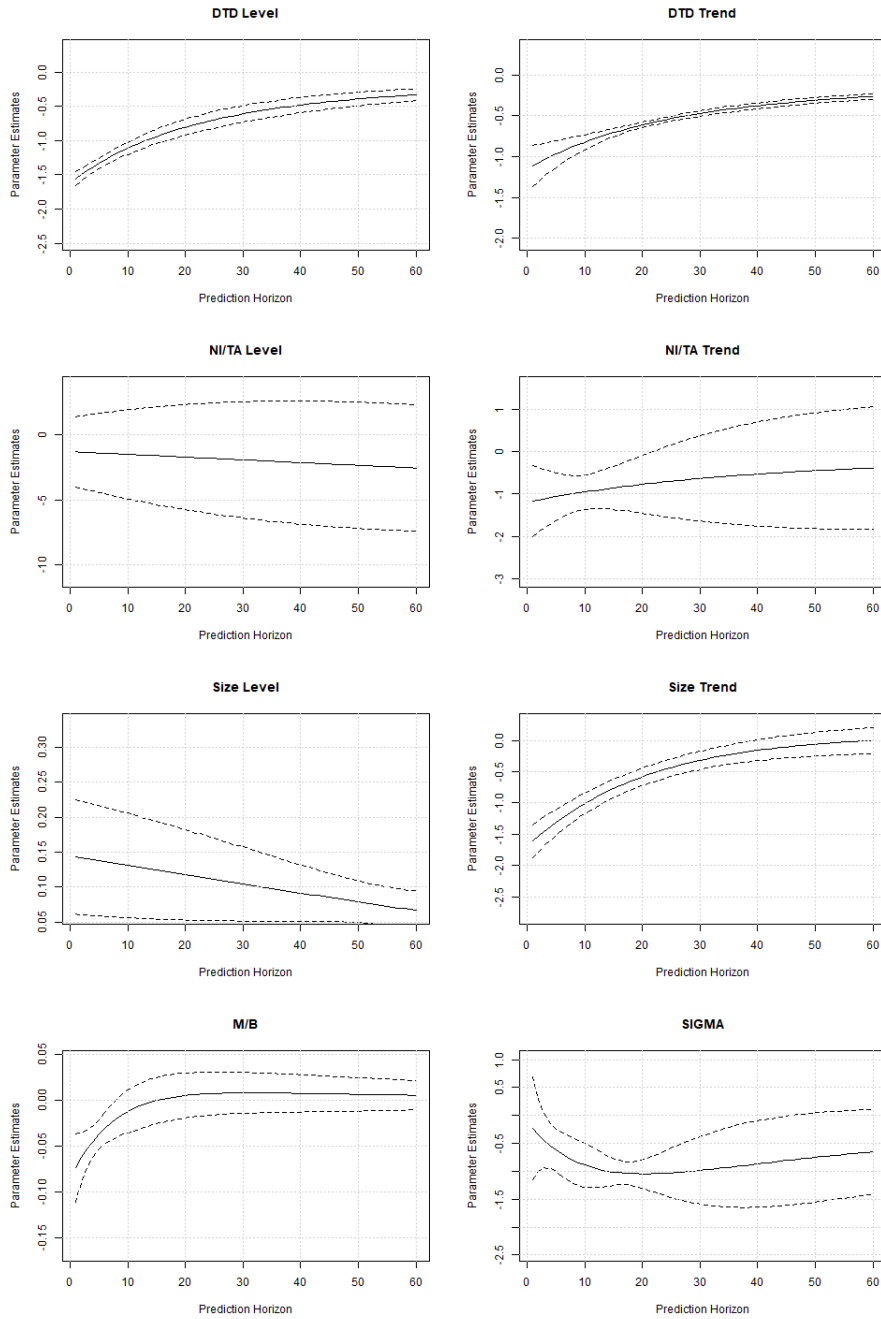 DTD Level
DTD Trend
Parameter Estimates
0.0
-0.5
-1.0
-1.5
-2.0
-2.5
0 10 20 30 40 50 60
Prediction Horizon
Parameter Estimates
0.0
-0.5
-1.0
-1.5
-2.0
0 10 20 30 40 50 60
Prediction Horizon
NI/TA Level
NI/TA Trend
Parameter Estimates
0
-5
-10
0 10 20 30 40 50 60
Prediction Horizon
Parameter Estimates
1
0
-1
-2
-3
0 10 20 30 40 50 60
Prediction Horizon
Size Level
Size Trend
Parameter Estimates
0.30
0.25
0.20
0.15
0.10
0.05
0 10 20 30 40 50 60
Prediction Horizon
Parameter Estimates
0.0
-0.5
-1.0
-1.5
-2.0
-2.5
0 10 20 30 40 50 60
Prediction Horizon
M/B
SIGMA
Parameter Estimates
0.05
0.00
-0.05
-0.10
-0.15
0 10 20 30 40 50 60
Prediction Horizon
Parameter Estimates
1.0
0.5
-0.5
-1.5
-2.5
0 10 20 30 40 50 60
Prediction Horizon